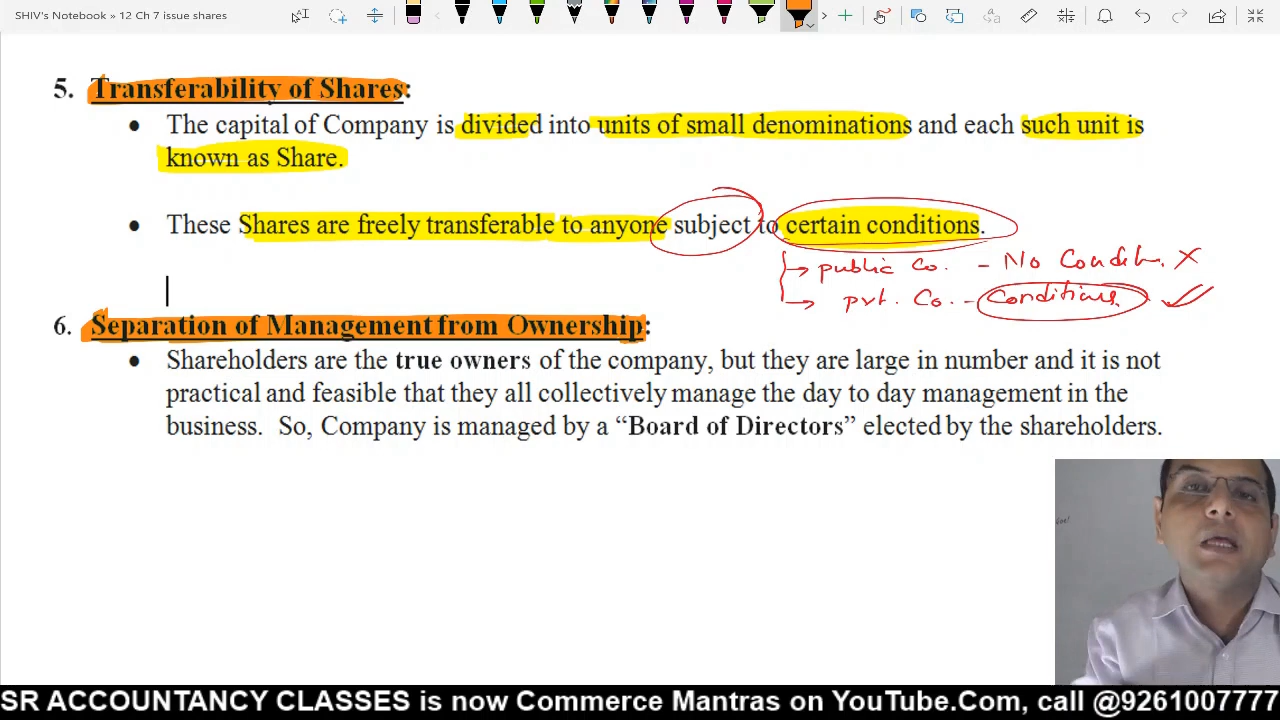 SHIV's Notebook » 12 Ch 7 issue shares
5. Transferability of Shares:
• The capital of Company is divided into units of small denominations and each such unit is
known as Share.
• These Shares are freely transferable to anyone subject to certain conditions.
→ public Co. - No Condith. X
→ pvt. Co. - Conditions. ✓
6. Separation of Management from Ownership:
• Shareholders are the true owners of the company, but they are large in number and it is not
practical and feasible that they all collectively manage the day to day management in the
business. So, Company is managed by a “Board of Directors” elected by the shareholders.
SR ACCOUNTANCY CLASSES is now Commerce Mantras on YouTube.Com, call @9261007777